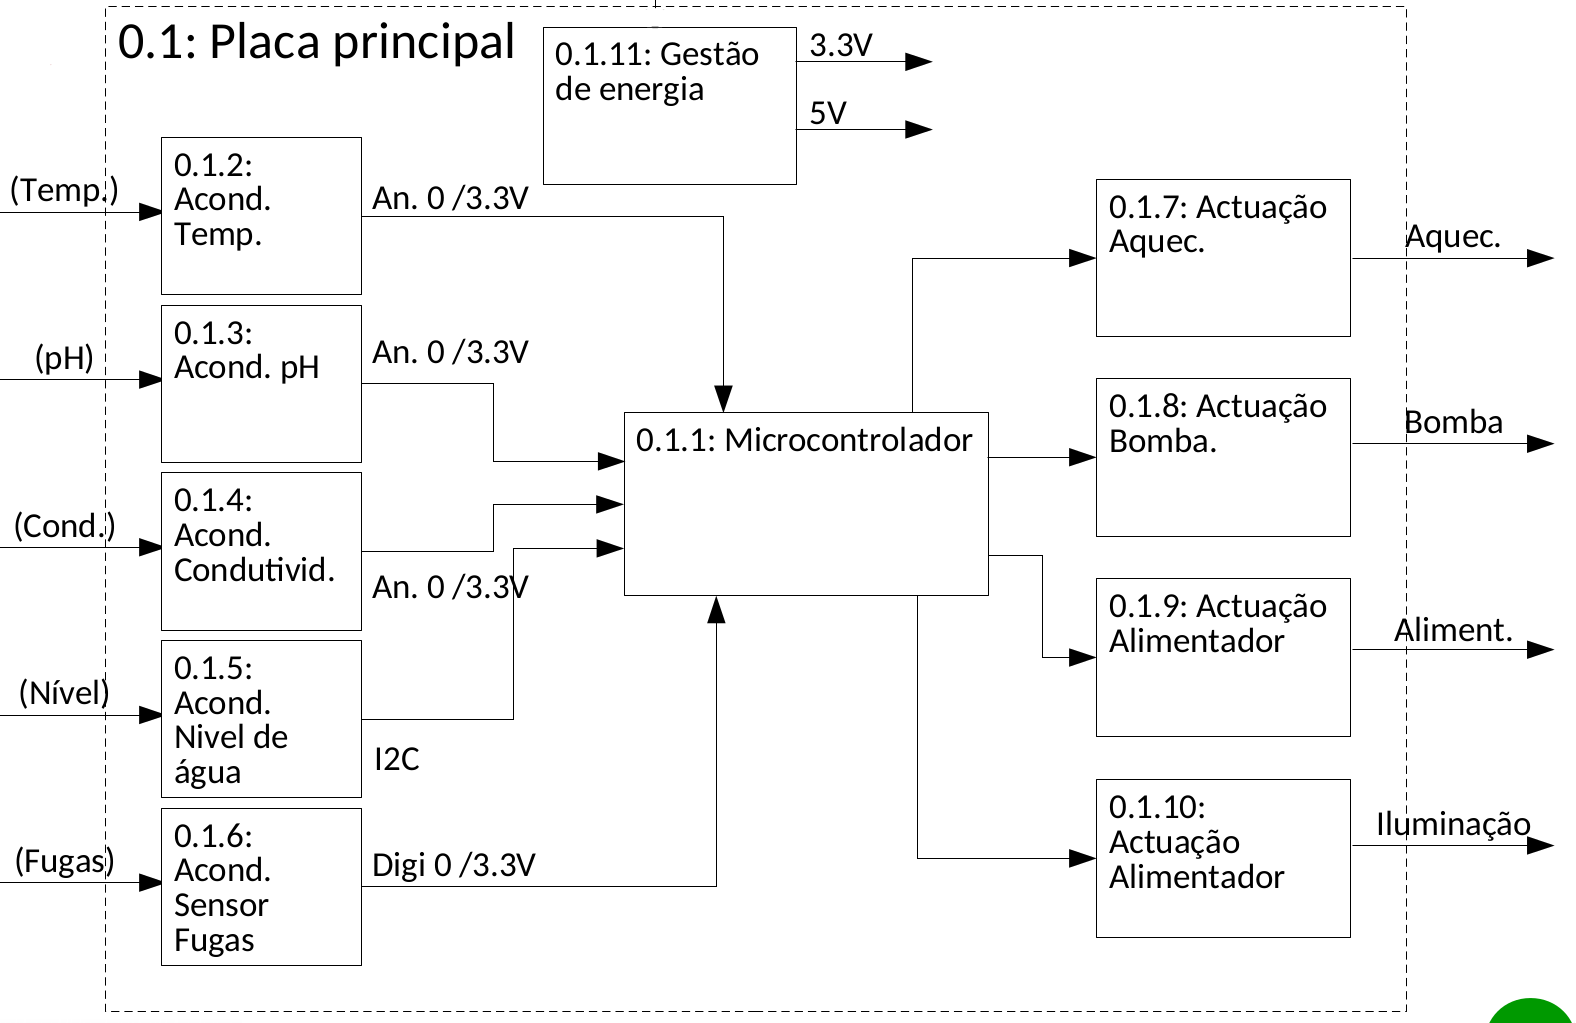 0.1: Placa principal
0.1.11: Gestão
de energia
3.3V
5V
(Temp.)
0.1.2:
Acond.
Temp.
An. 0 /3.3V
(pH)
0.1.3:
Acond. pH
An. 0 /3.3V
(Cond.)
0.1.4:
Acond.
Condutivid.
An. 0 /3.3V
(Nível)
0.1.5:
Acond.
Nivel de
água
I2C
(Fugas)
0.1.6:
Acond.
Sensor
Fugas
Digi 0 /3.3V
0.1.1: Microcontrolador
0.1.7: Actuação
Aquec.
Aquec.
0.1.8: Actuação
Bomba.
Bomba
0.1.9: Actuação
Alimentador
Aliment.
0.1.10:
Actuação
Alimentador
Iluminação